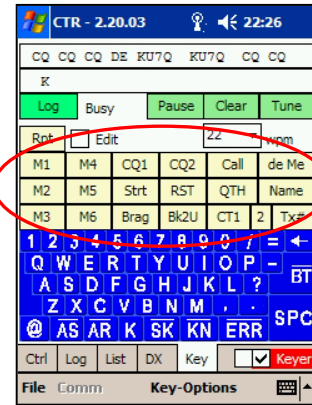 CTR - 2.20.03 22:26
CQ CQ CQ DE KU7Q KU7Q CQ CQ
K
Log Busy Pause Clear Tune
Rpt Edit 22 wpm
M1 M4 CQ1 CQ2 Call de Me
M2 M5 Strt RST QTH Name
M3 M6 Brag Bk2U CT1 2 Tx#
1 2 3 4 5 6 7 8 9 0 / = ←
Q W E R T Y U I O P - BT
A S D F G H J K L ?
Z X C V B N M , . SPC
@ AS AR K SK KN ERR
Ctrl Log List DX Key Keyer
File Comm Key-Options